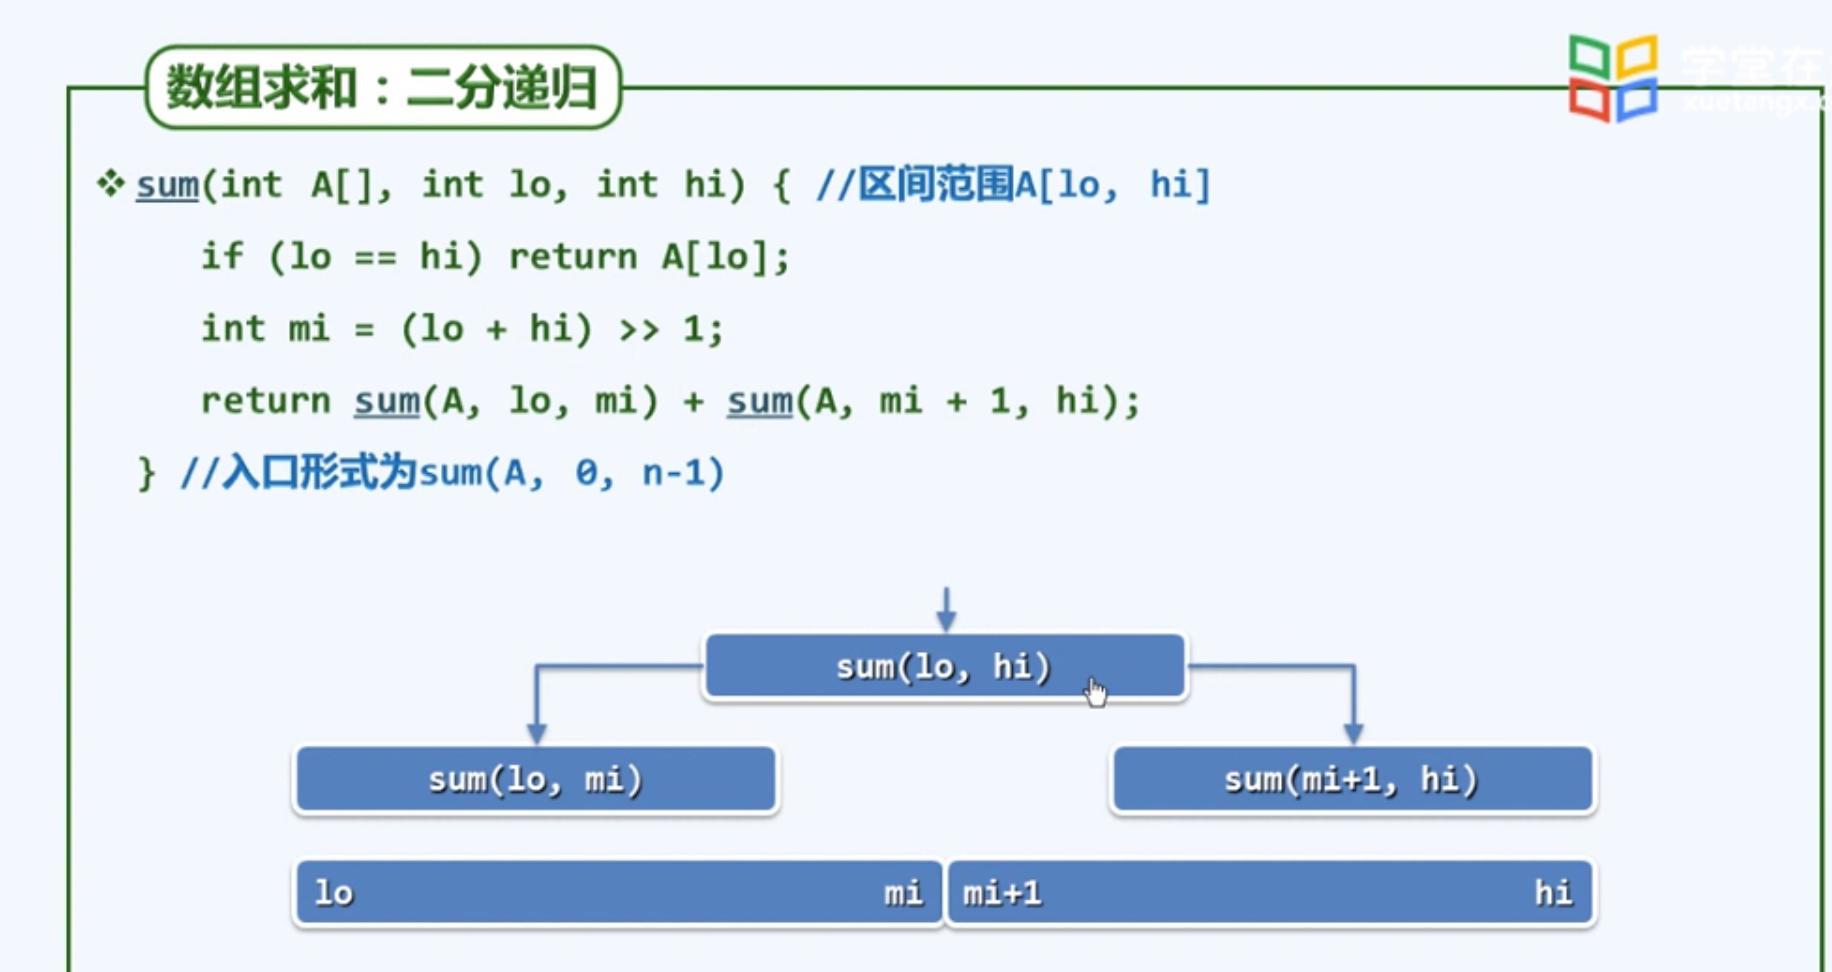 数组求和：二分递归
学堂在
xuetangx.c
❖ sum(int A[], int lo, int hi) { //区间范围A[lo, hi]
if (lo == hi) return A[lo];
int mi = (lo + hi) >> 1;
return sum(A, lo, mi) + sum(A, mi + 1, hi);
} //入口形式为sum(A, 0, n-1)
sum(lo, hi)
sum(lo, mi)
sum(mi+1, hi)
lo mi mi+1 hi